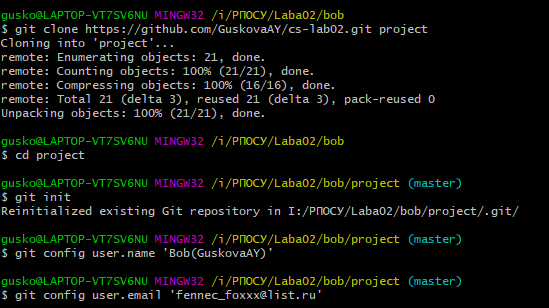 gusko@LAPTOP-VT7SV6NU MINGW32 /i/РПОСУ/Laba02/bob
$ git clone https://github.com/GuskovaAY/cs-lab02.git project
Cloning into 'project'...
remote: Enumerating objects: 21, done.
remote: Counting objects: 100% (21/21), done.
remote: Compressing objects: 100% (16/16), done.
remote: Total 21 (delta 3), reused 21 (delta 3), pack-reused 0
Unpacking objects: 100% (21/21), done.
gusko@LAPTOP-VT7SV6NU MINGW32 /i/РПОСУ/Laba02/bob
$ cd project
gusko@LAPTOP-VT7SV6NU MINGW32 /i/РПОСУ/Laba02/bob/project (master)
$ git init
Reinitialized existing Git repository in I:/РПОСУ/Laba02/bob/project/.git/
gusko@LAPTOP-VT7SV6NU MINGW32 /i/РПОСУ/Laba02/bob/project (master)
$ git config user.name 'Bob(GuskovaAY)'
gusko@LAPTOP-VT7SV6NU MINGW32 /i/РПОСУ/Laba02/bob/project (master)
$ git config user.email 'fennec_foxxx@list.ru'